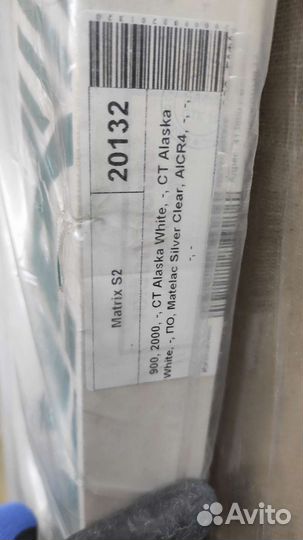 20132
Matrix S2
900, 2000, -, CT Alaska White, -, CT Alaska
White, -, ПО, Matelac Silver Clear, AICR4, -, -,
-, -
Avito